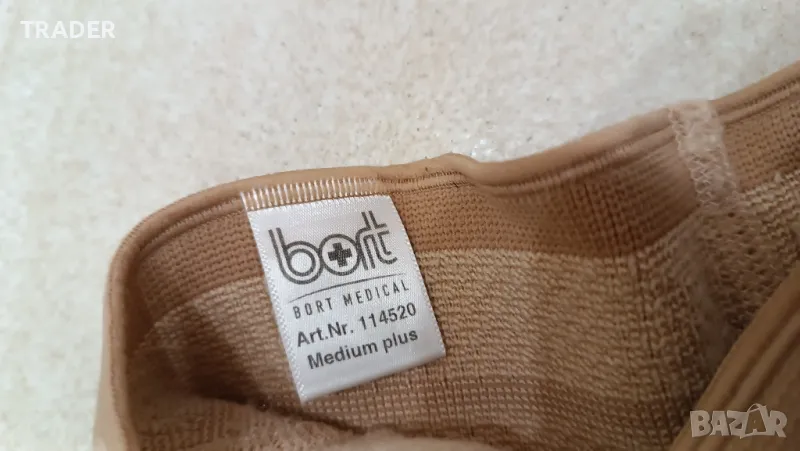 TRADER
bort
BORT MEDICAL
Art.Nr. 114520
Medium plus
BAZAR